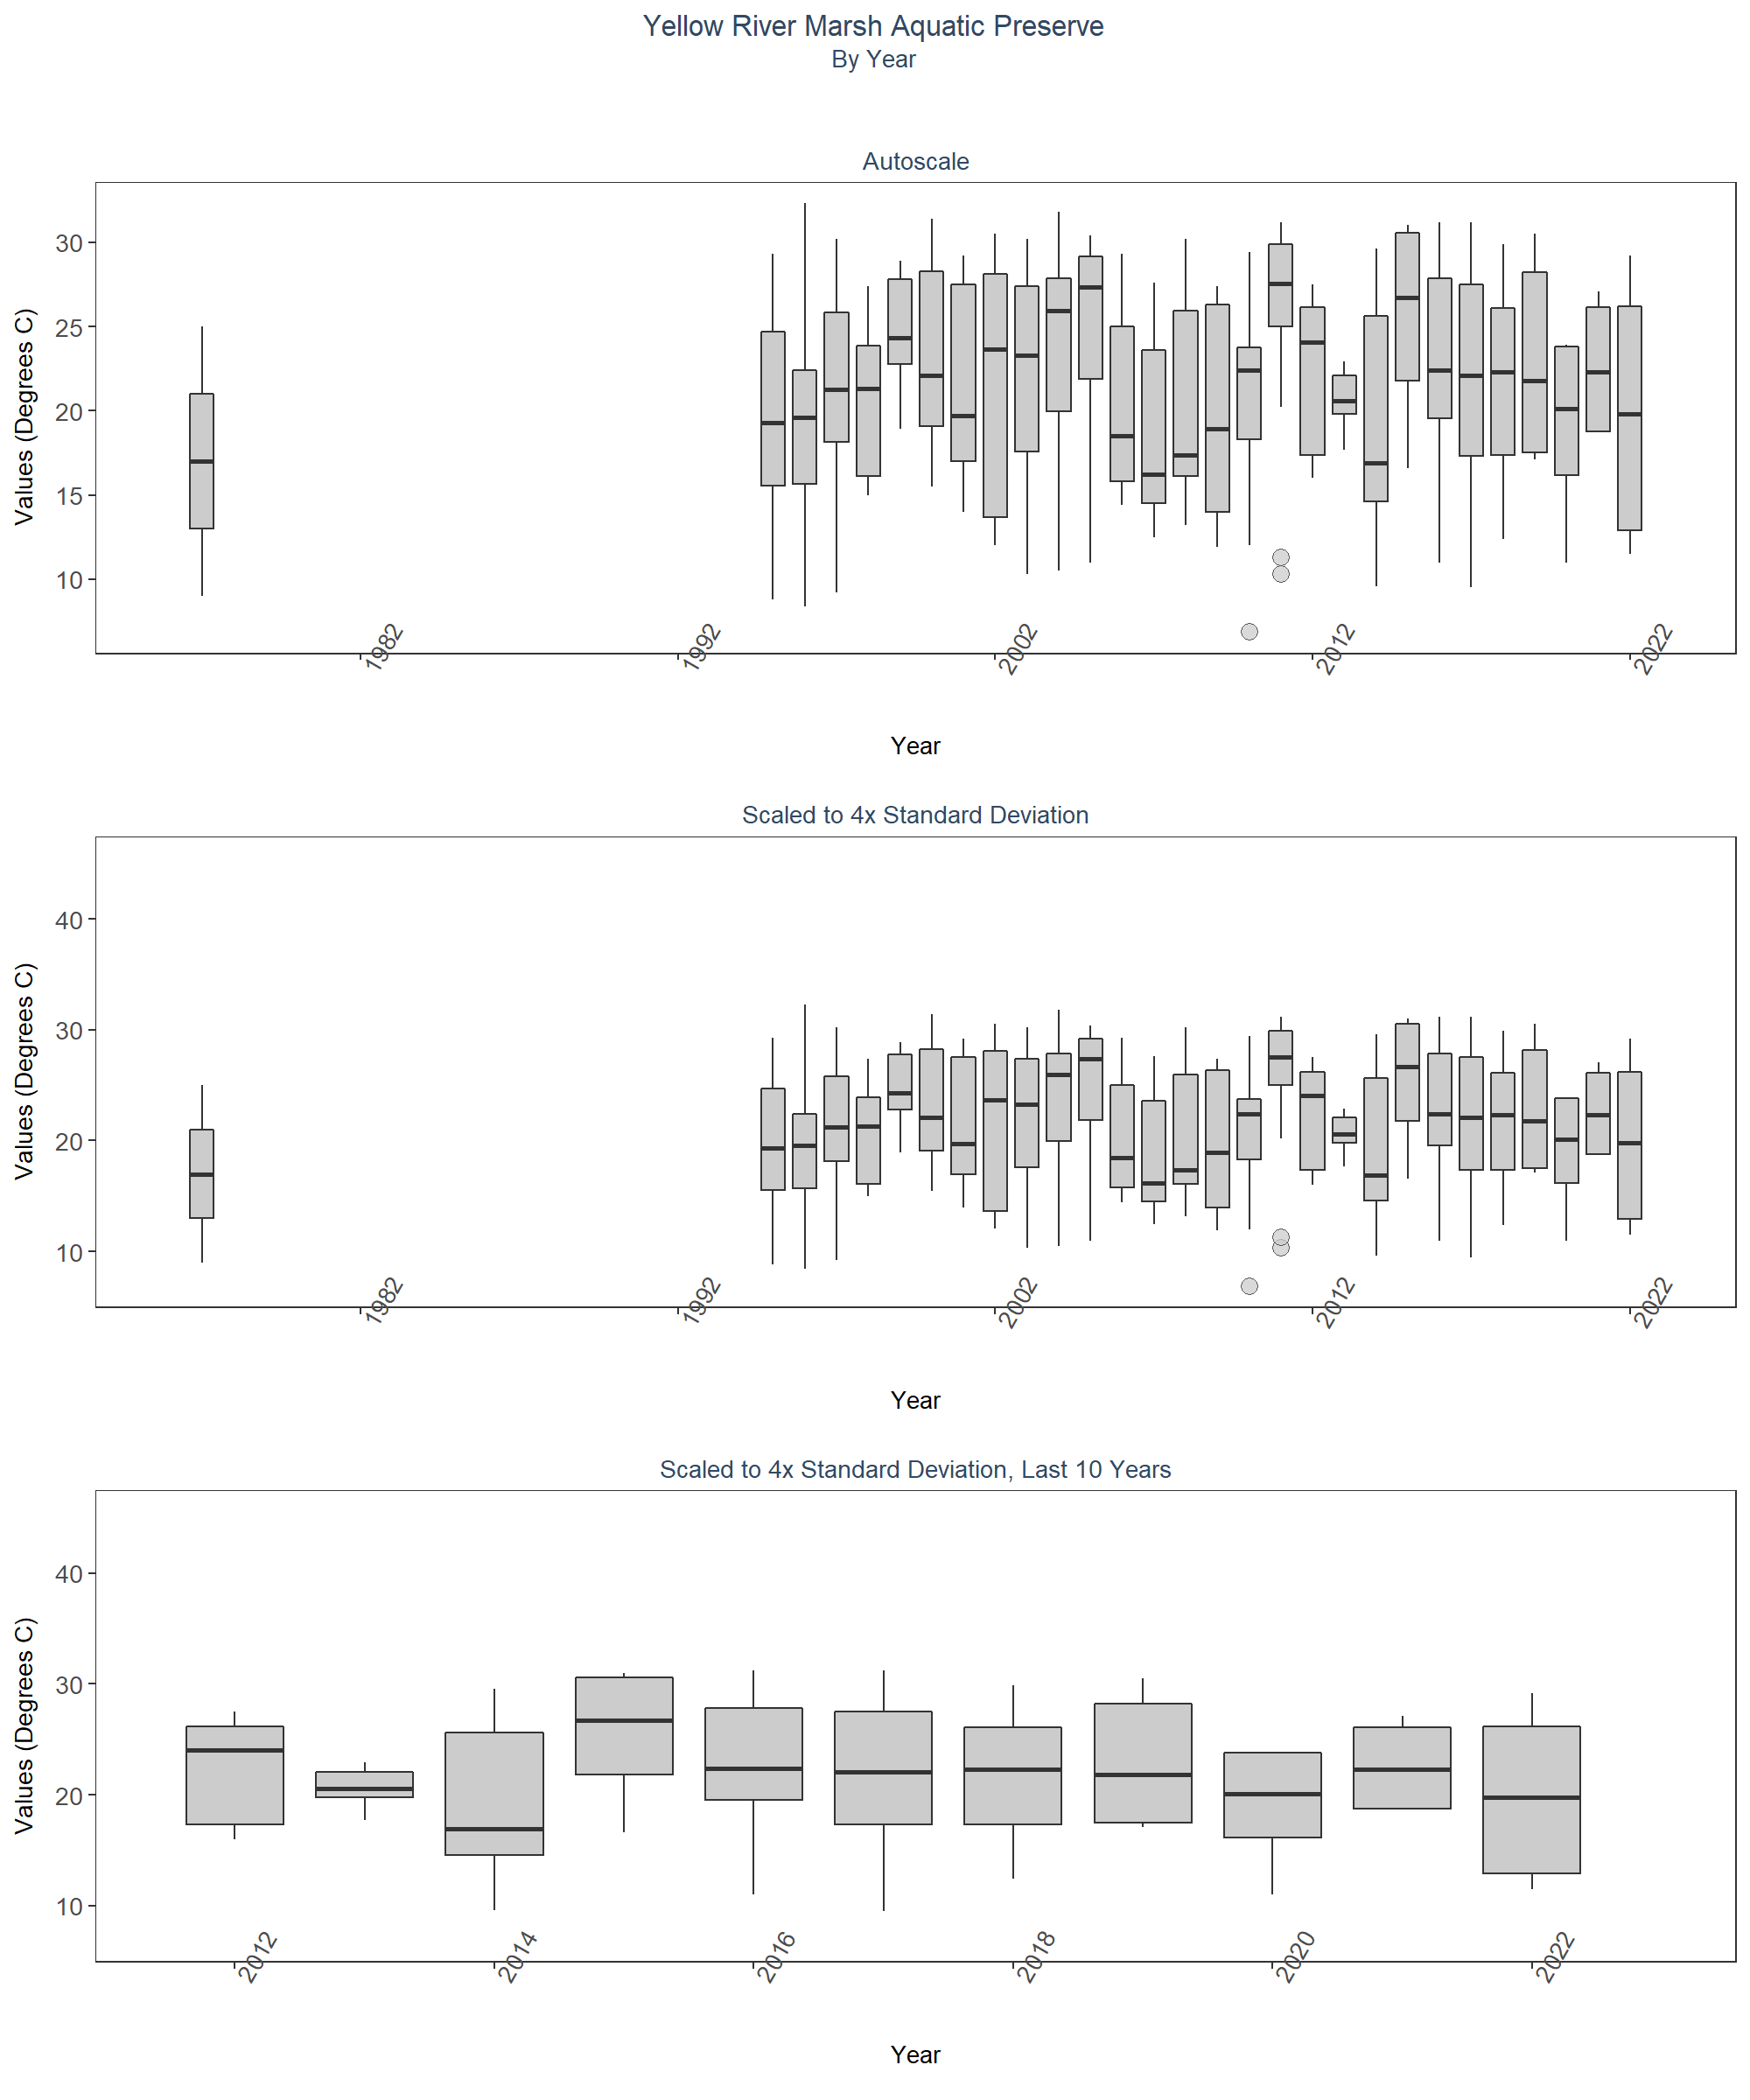 Yellow River Marsh Aquatic Preserve
By Year
Autoscale
Values (Degrees C)
30
25
20
15
10
1982
1992
2002
2012
2022
Year
Scaled to 4x Standard Deviation
Values (Degrees C)
40
30
20
10
1982
1992
2002
2012
2022
Year
Scaled to 4x Standard Deviation, Last 10 Years
Values (Degrees C)
40
30
20
10
2012
2014
2016
2018
2020
2022
Year